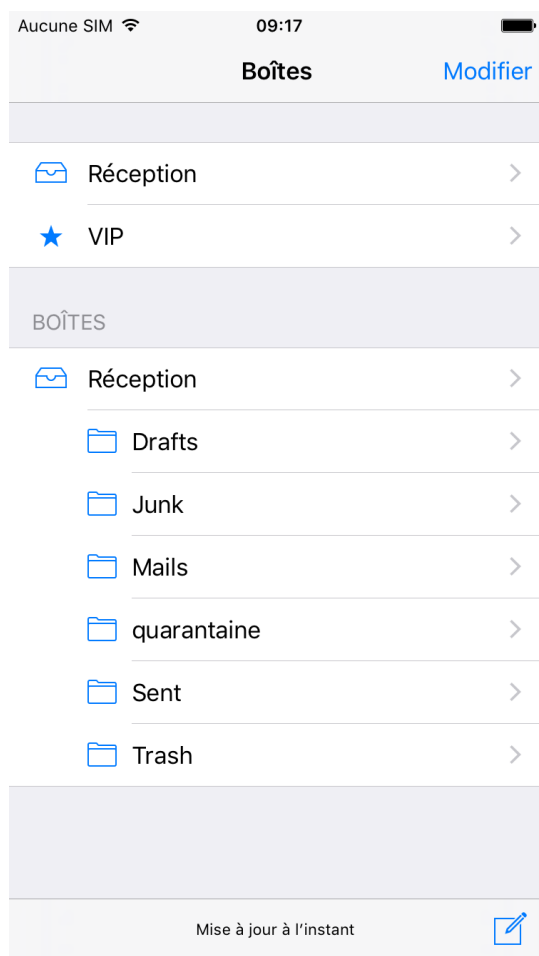 Aucune SIM 09:17
Boîtes Modifier
Réception
VIP
BOÎTES
Réception
Drafts
Junk
Mails
quarantaine
Sent
Trash
Mise à jour à l’instant